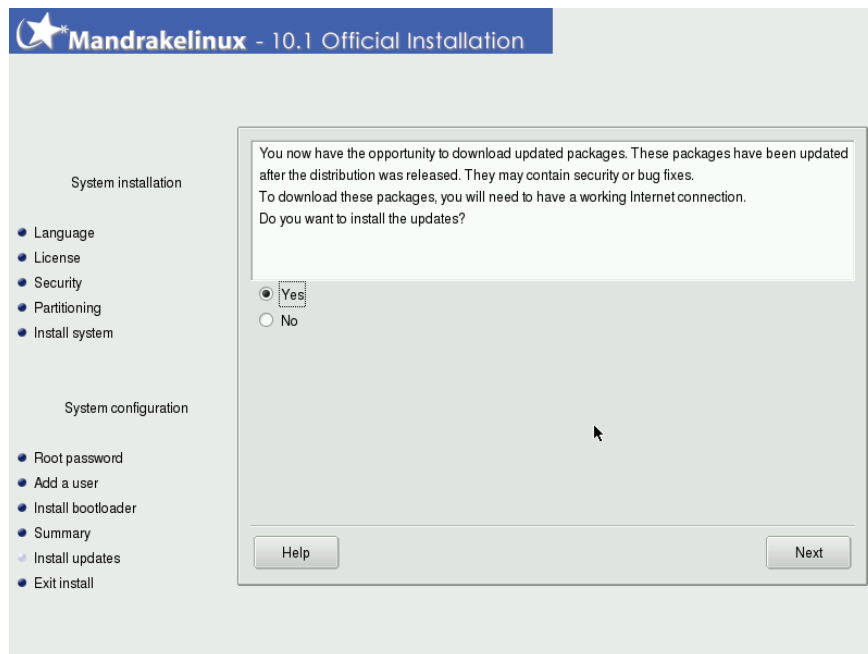 Mandrakelinux - 10.1 Official Installation
System installation
Language
License
Security
Partitioning
Install system
System configuration
Root password
Add a user
Install bootloader
Summary
Install updates
Exit install
You now have the opportunity to download updated packages. These packages have been updated
after the distribution was released. They may contain security or bug fixes.
To download these packages, you will need to have a working Internet connection.
Do you want to install the updates?
Yes
No
Help
Next